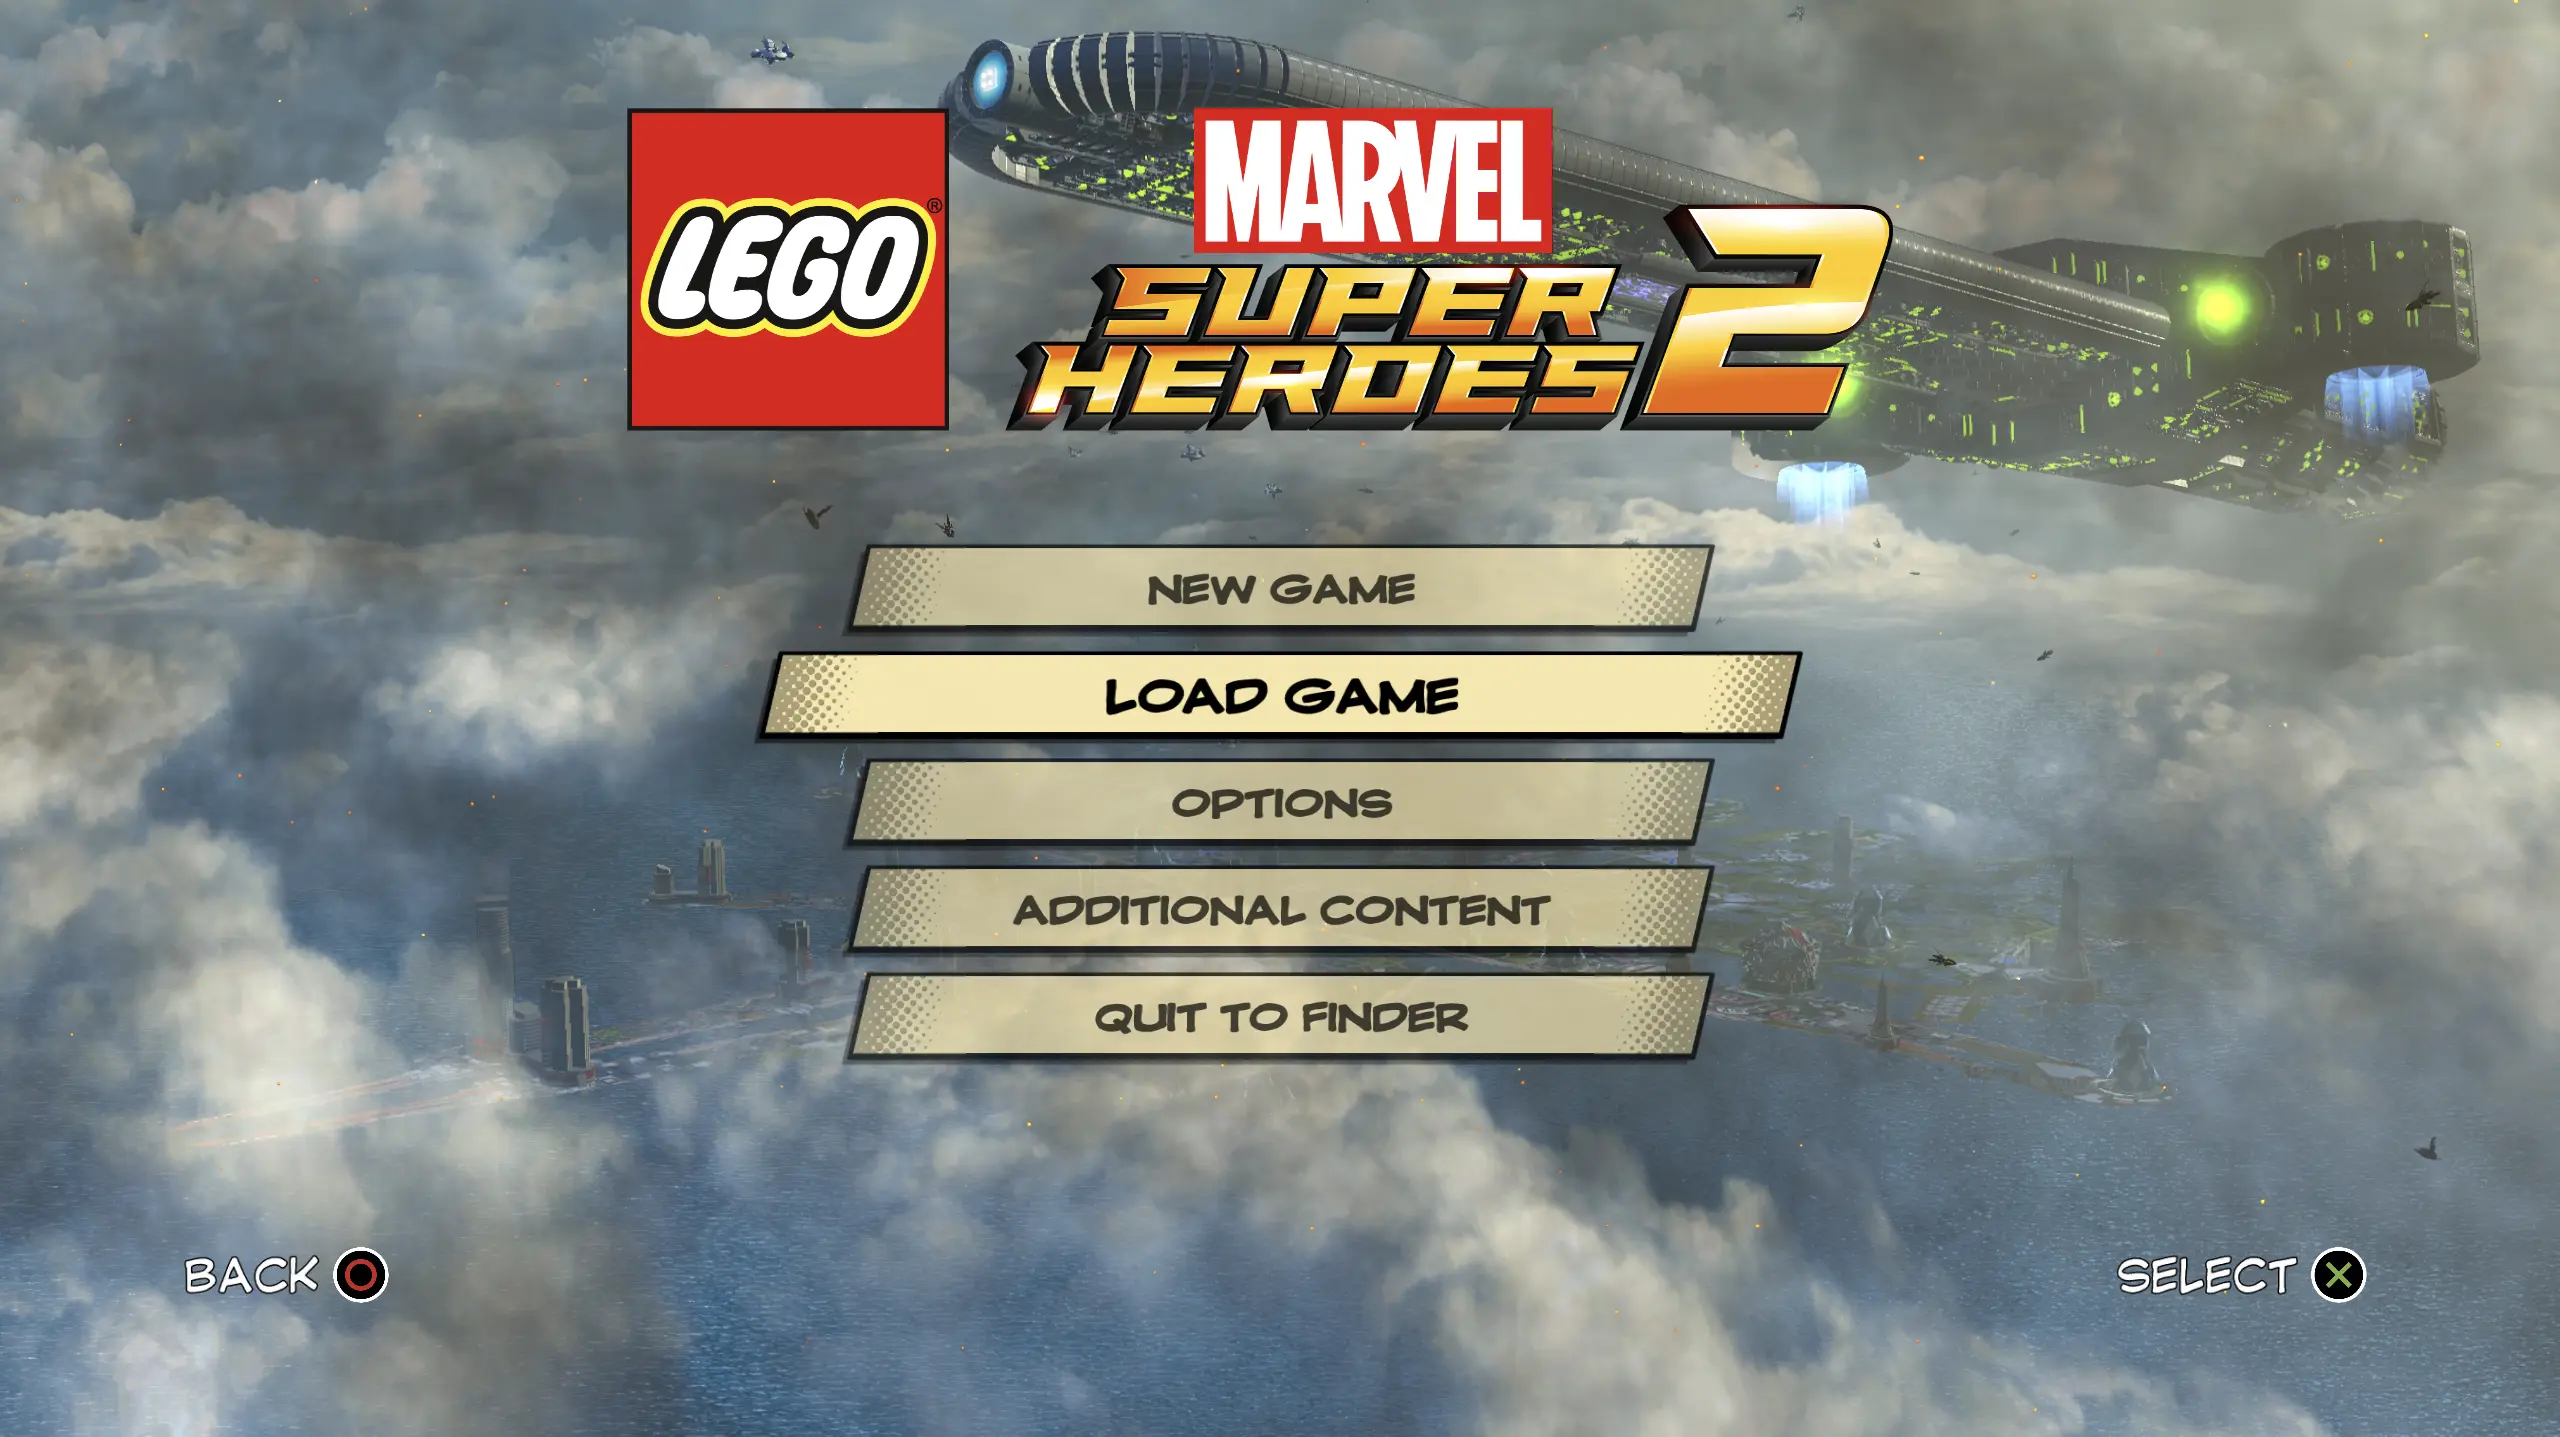 LEGO®
MARVEL
SUPER
HEROES 2
NEW GAME
LOAD GAME
OPTIONS
ADDITIONAL CONTENT
QUIT TO FINDER
BACK
SELECT